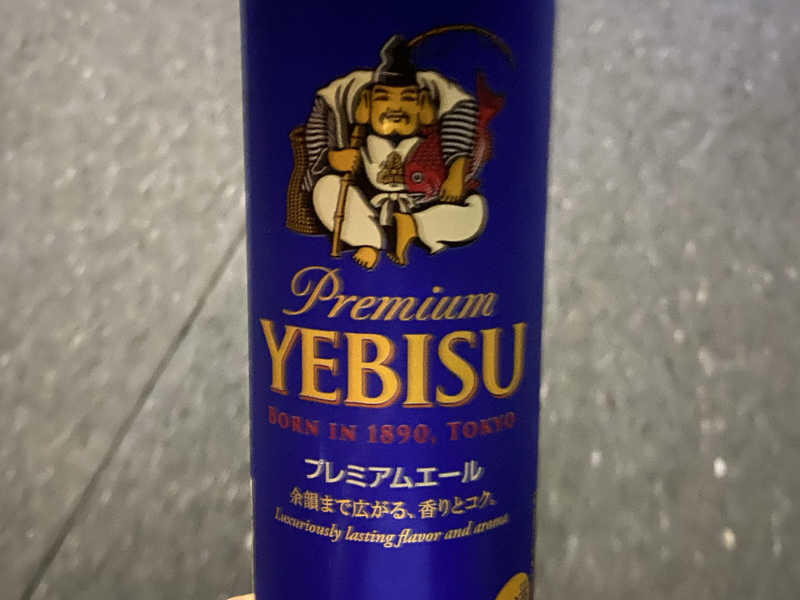 Premium
YEBISU
BORN IN 1890, TOKYO
プレミアムエール
余韻まで広がる、香りとコク。
Luxuriously lasting flavor and aroma